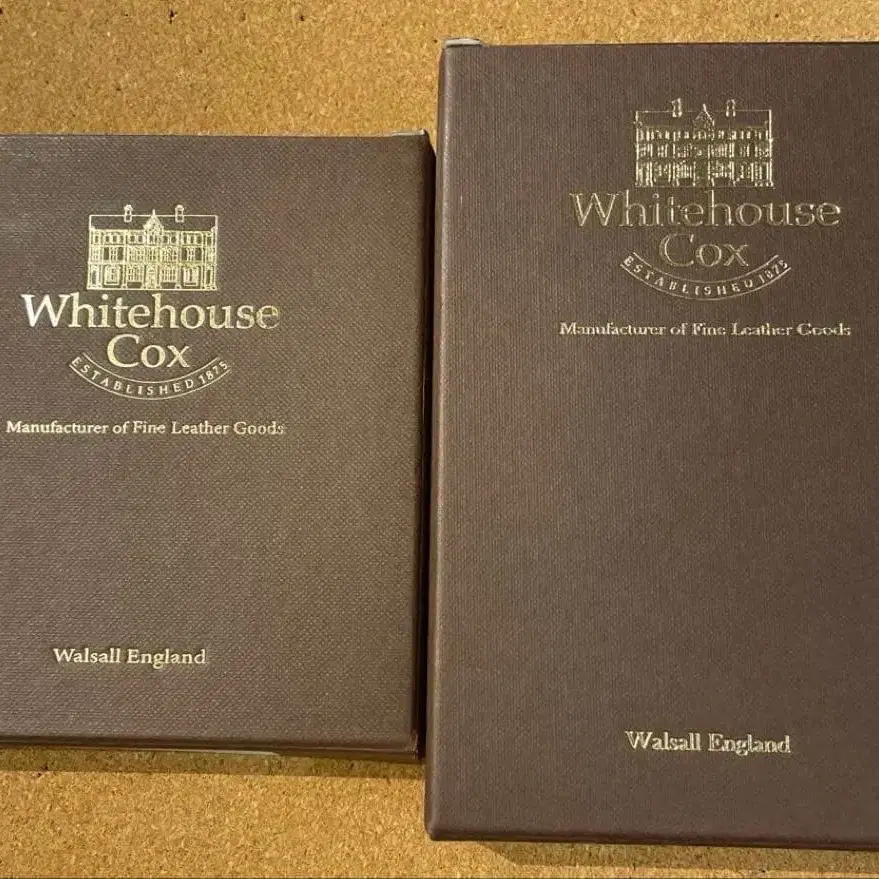 Whitehouse
Cox
ESTABLISHED 1875
Manufacturer of Fine Leather Goods
Walsall England
Whitehouse
Cox
ESTABLISHED 1875
Manufacturer of Fine Leather Goods
Walsall England